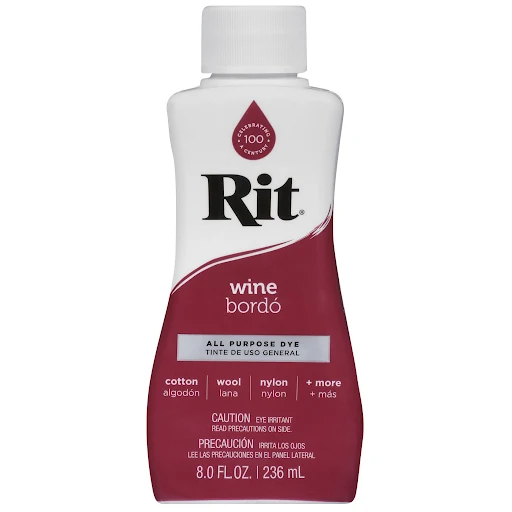 CELEBRATING
100
A CENTURY
Rit®
wine
bordó
ALL PURPOSE DYE
TINTE DE USO GENERAL
cotton wool nylon + more
algodón lana nylon + más
CAUTION EYE IRRITANT
READ PRECAUTIONS ON SIDE.
PRECAUCIÓN IRRITA LOS OJOS
LEE LAS PRECAUCIONES EN EL PANEL LATERAL
8.0 FL.OZ. | 236 mL